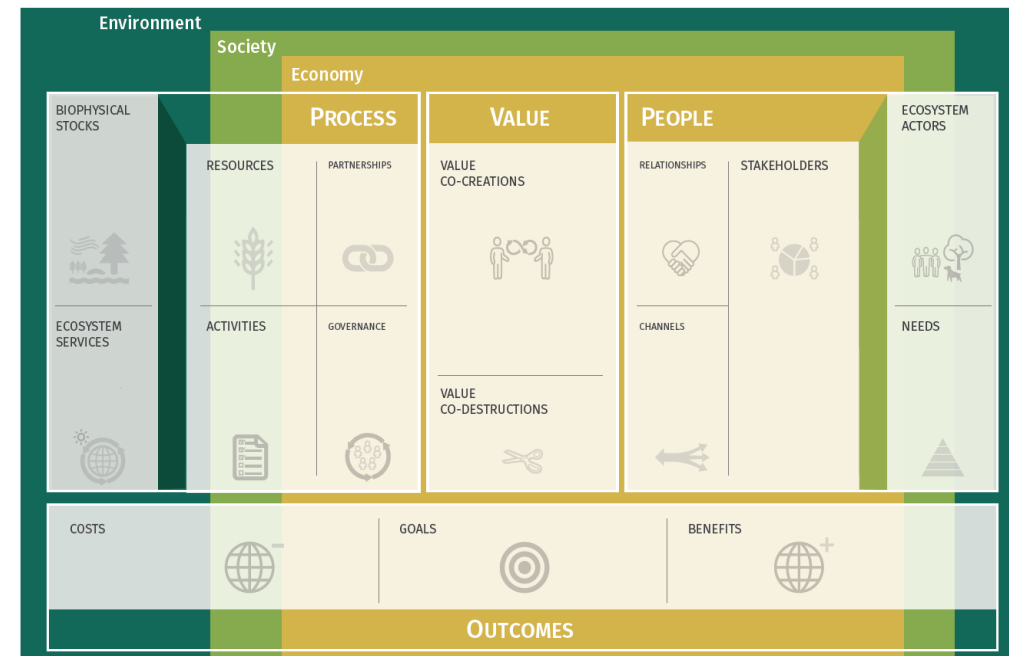 Environment
Society
Economy
BIOPHYSICAL
STOCKS
PROCESS
VALUE
PEOPLE
ECOSYSTEM
ACTORS
RESOURCES
PARTNERSHIPS
VALUE
CO-CREATIONS
RELATIONSHIPS
STAKEHOLDERS
ECOSYSTEM
SERVICES
ACTIVITIES
GOVERNANCE
CHANNELS
NEEDS
VALUE
CO-DESTRUCTIONS
COSTS
GOALS
BENEFITS
OUTCOMES